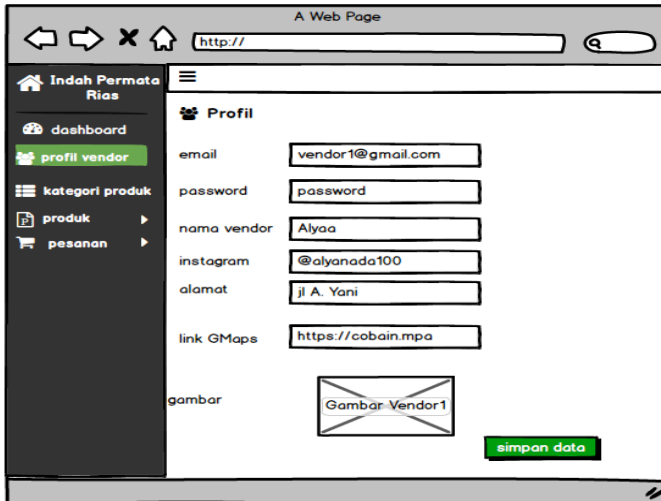 A Web Page
http://
Indah Permata
Rias
dashboard
profil vendor
kategori produk
produk
pesanan
Profil
email
vendor1@gmail.com
password
password
nama vendor
Alyaa
instagram
@alyanada100
alamat
jl A. Yani
link GMaps
https://cobain.mpa
gambar
Gambar Vendor1
simpan data